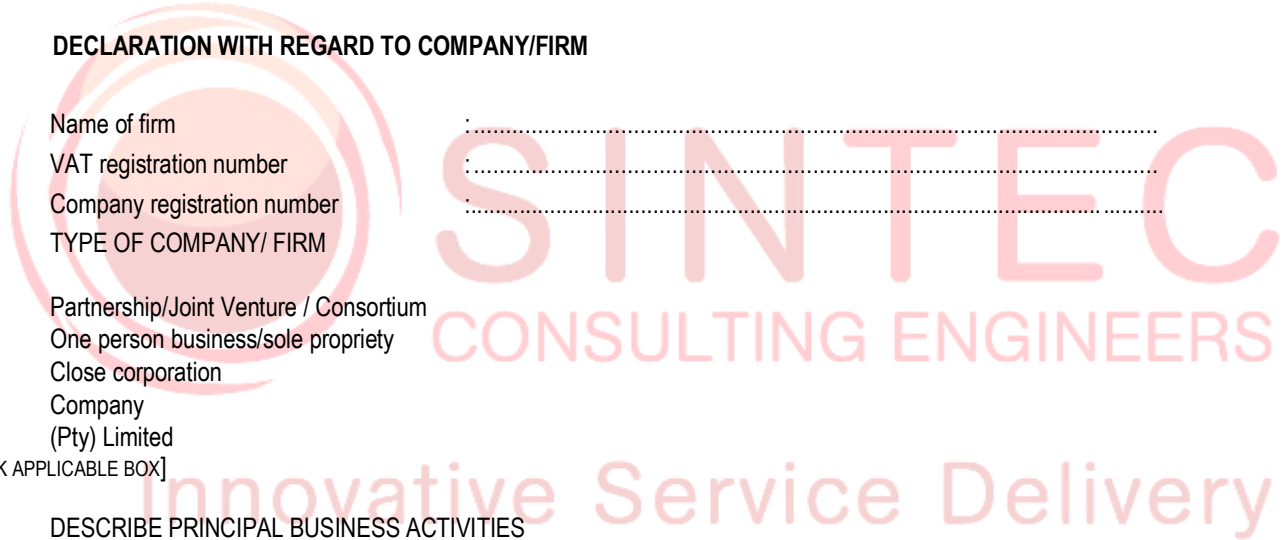 DECLARATION WITH REGARD TO COMPANY/FIRM
Name of firm :........................................................................................................
VAT registration number :........................................................................................................
Company registration number :........................................................................................................
TYPE OF COMPANY/ FIRM
Partnership/Joint Venture / Consortium
One person business/sole propriety
Close corporation
Company
(Pty) Limited
K APPLICABLE BOX]
DESCRIBE PRINCIPAL BUSINESS ACTIVITIES
SINTEC
CONSULTING ENGINEERS
Innovative Service Delivery